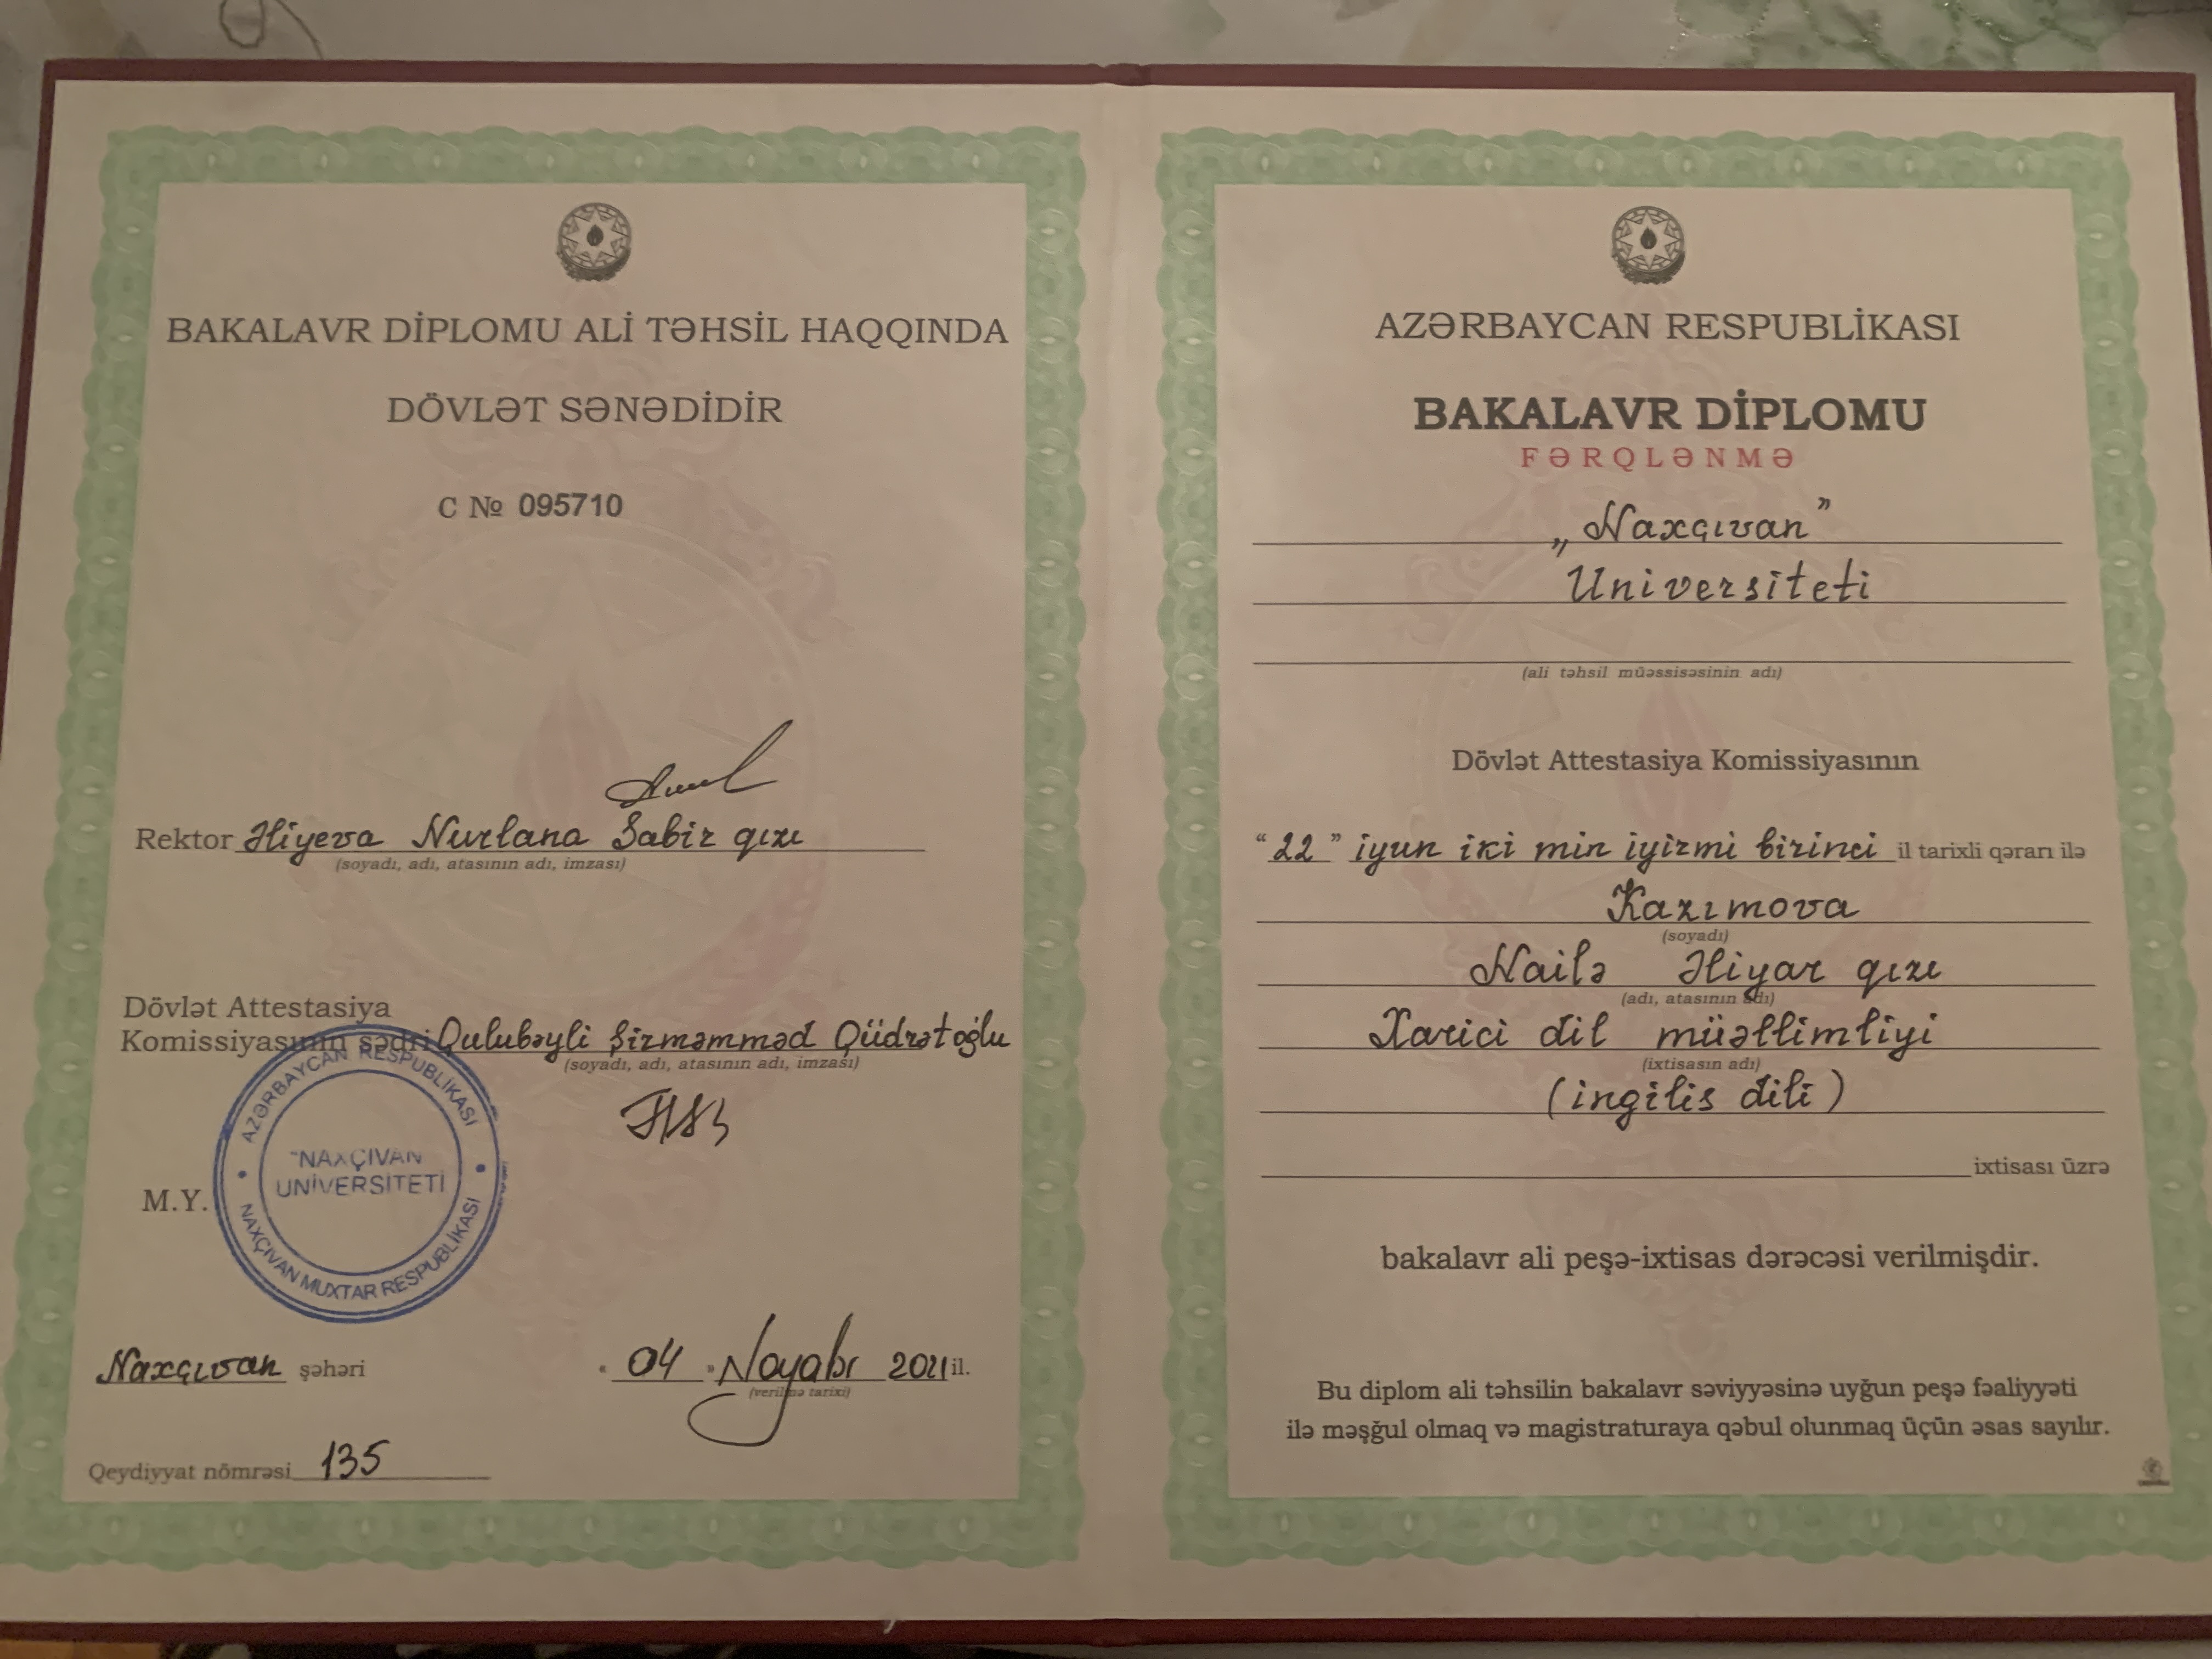 BAKALAVR DİPLOMU ALİ TƏHSİL HAQQINDA
DÖVLƏT SƏNƏDİDİR
C № 095710
Rektor Əliyeva Nurlana Sabir qızı
(soyadı, adı, atasının adı, imzası)
Dövlət Attestasiya
Komissiyasının sədri Qulubəyli Şirməmməd Qüdrət oğlu
(soyadı, adı, atasının adı, imzası)
AZƏRBAYCAN RESPUBLİKASI
"NAXÇIVAN
UNİVERSİTETİ
NAXÇIVAN MUXTAR RESPUBLİKASI
M.Y.
Naxçıvan şəhəri
« 04 » Noyabr 2021 il.
(verilmə tarixi)
Qeydiyyat nömrəsi 135
AZƏRBAYCAN RESPUBLİKASI
BAKALAVR DİPLOMU
FƏRQLƏNMƏ
„Naxçıvan”
Universiteti
(ali təhsil müəssisəsinin adı)
Dövlət Attestasiya Komissiyasının
“22” iyun iki min iyirmi birinci il tarixli qərarı ilə
Kazımova
(soyadı)
Nailə Əliyar qızı
(adı, atasının adı)
Xarici dil müəllimliyi
(ixtisasın adı)
(ingilis dili)
ixtisası üzrə
bakalavr ali peşə-ixtisas dərəcəsi verilmişdir.
Bu diplom ali təhsilin bakalavr səviyyəsinə uyğun peşə fəaliyyəti
ilə məşğul olmaq və magistraturaya qəbul olunmaq üçün əsas sayılır.